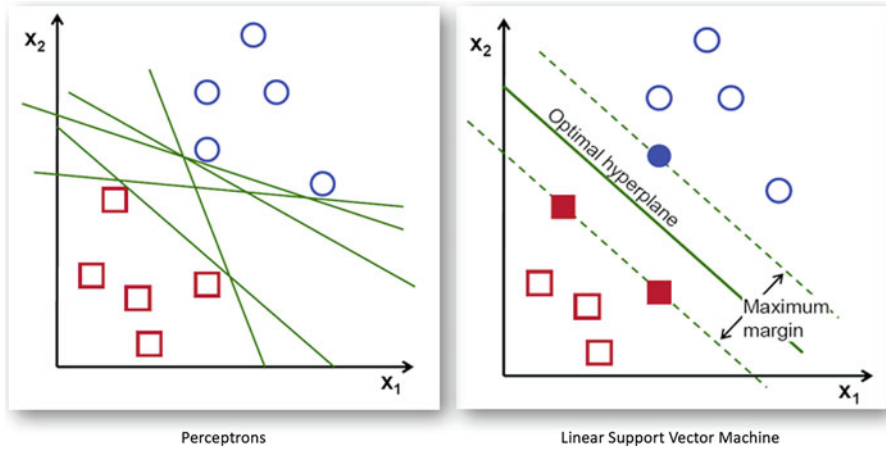 X2
X1
Perceptrons
X2
Optimal hyperplane
Maximum
margin
X1
Linear Support Vector Machine